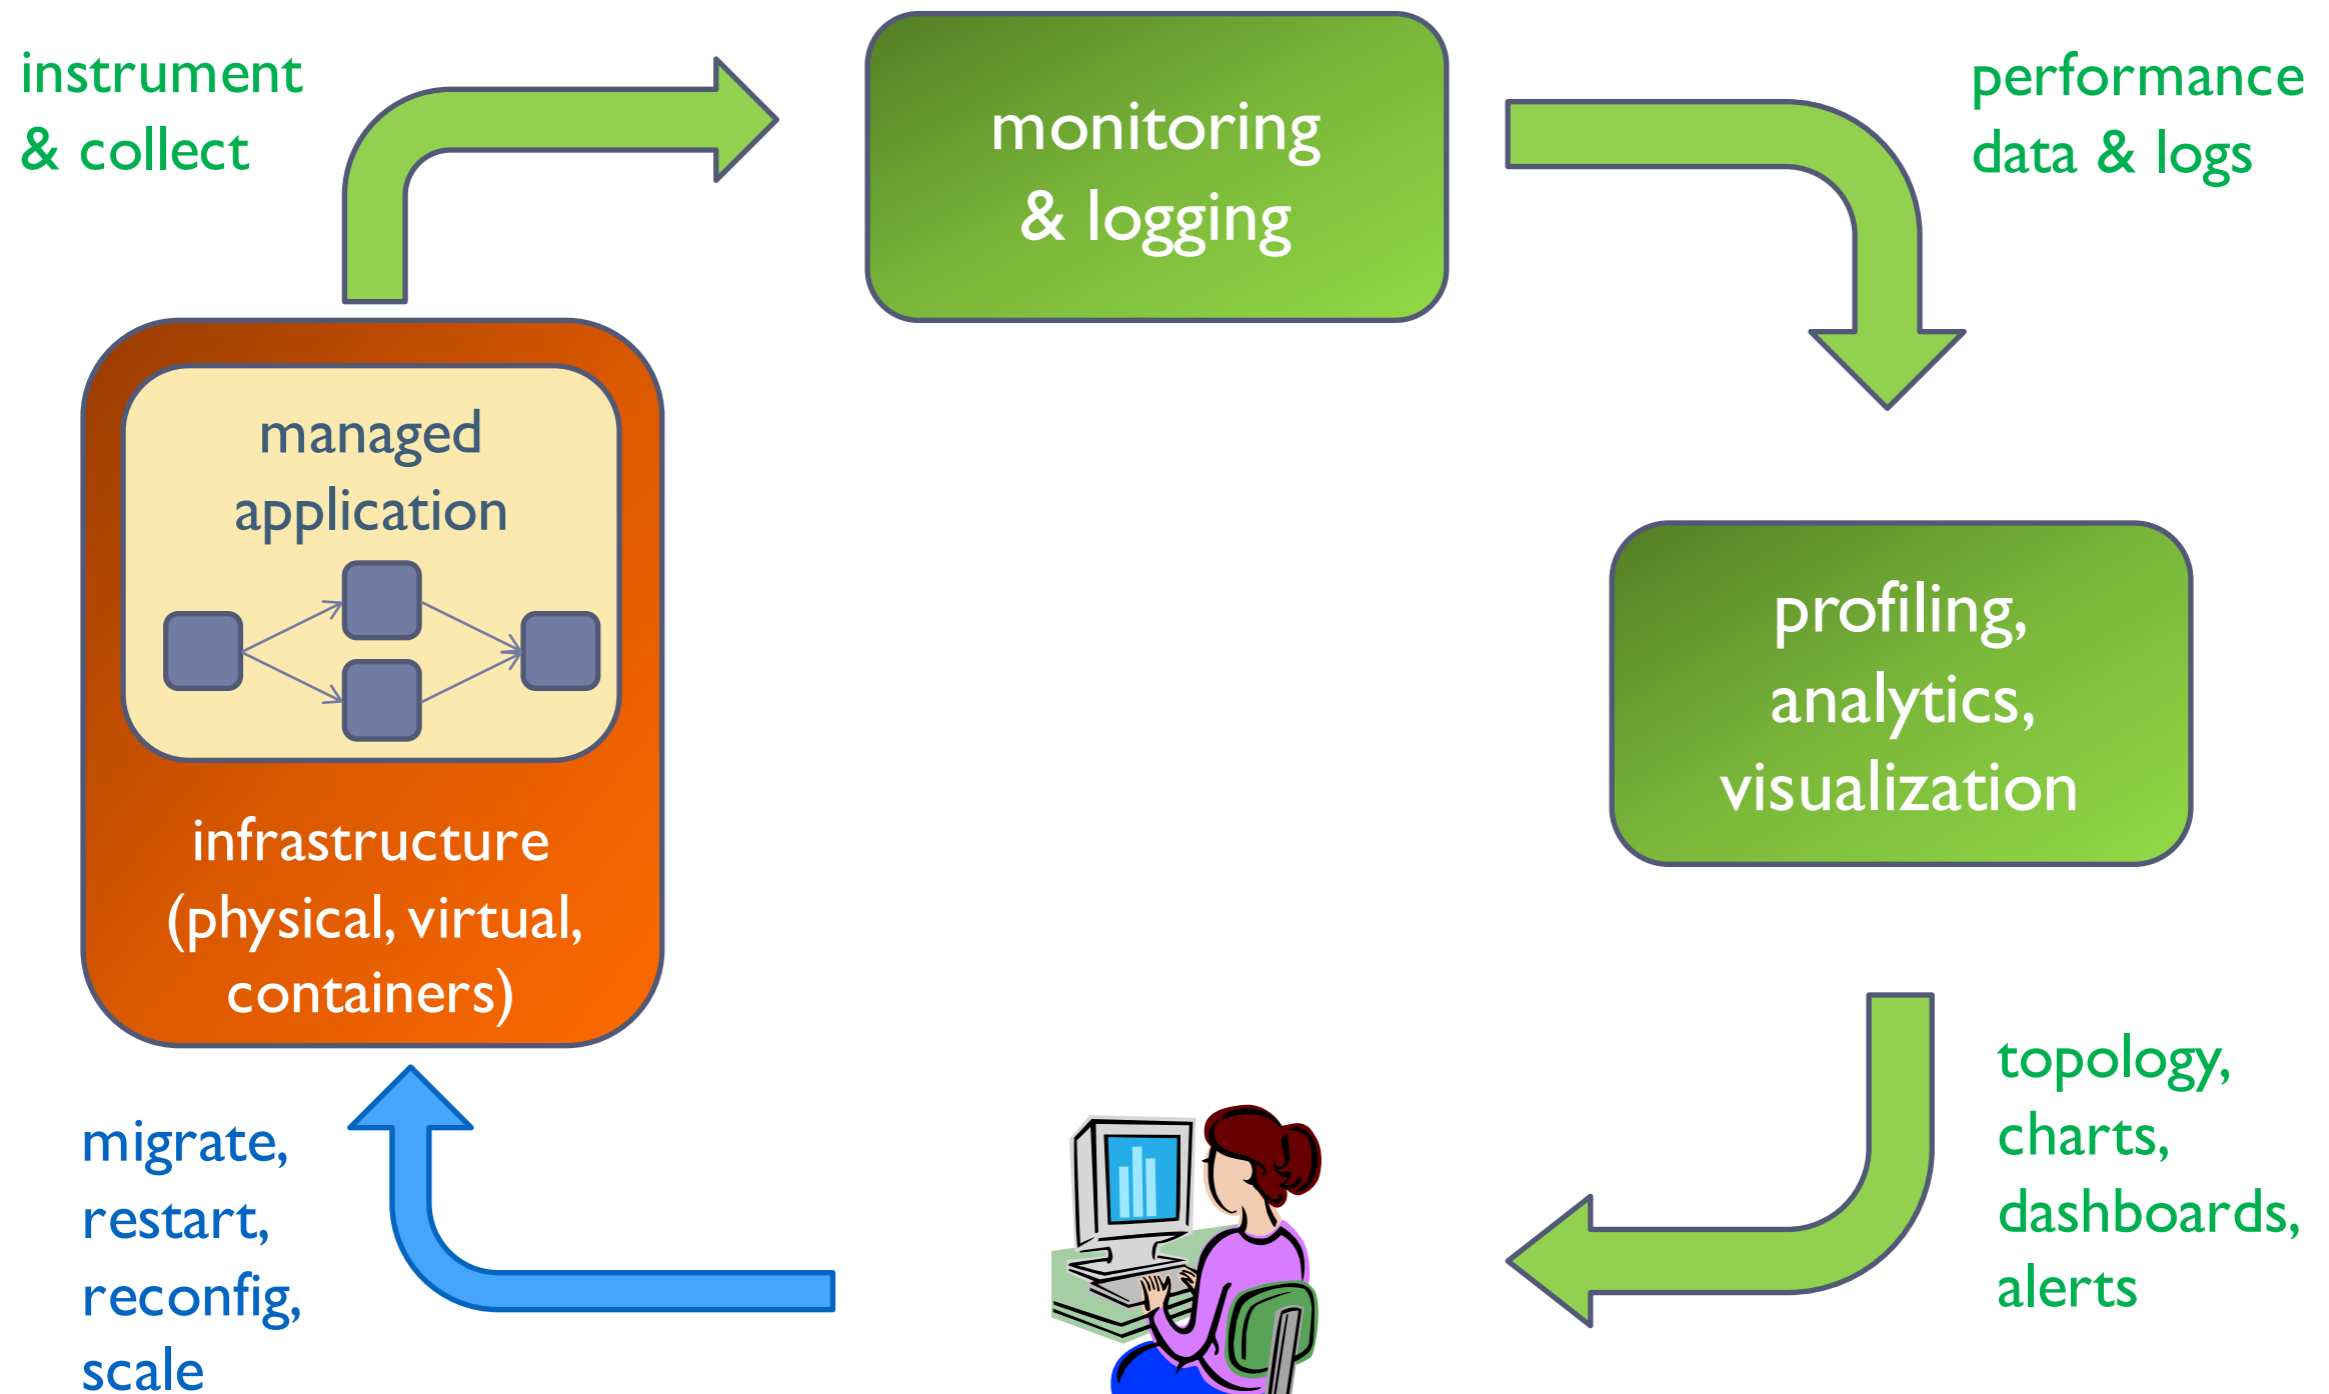 instrument
& collect
monitoring
& logging
performance
data & logs
managed
application
infrastructure
(physical, virtual,
containers)
profiling,
analytics,
visualization
topology,
charts,
dashboards,
alerts
migrate,
restart,
reconfig,
scale